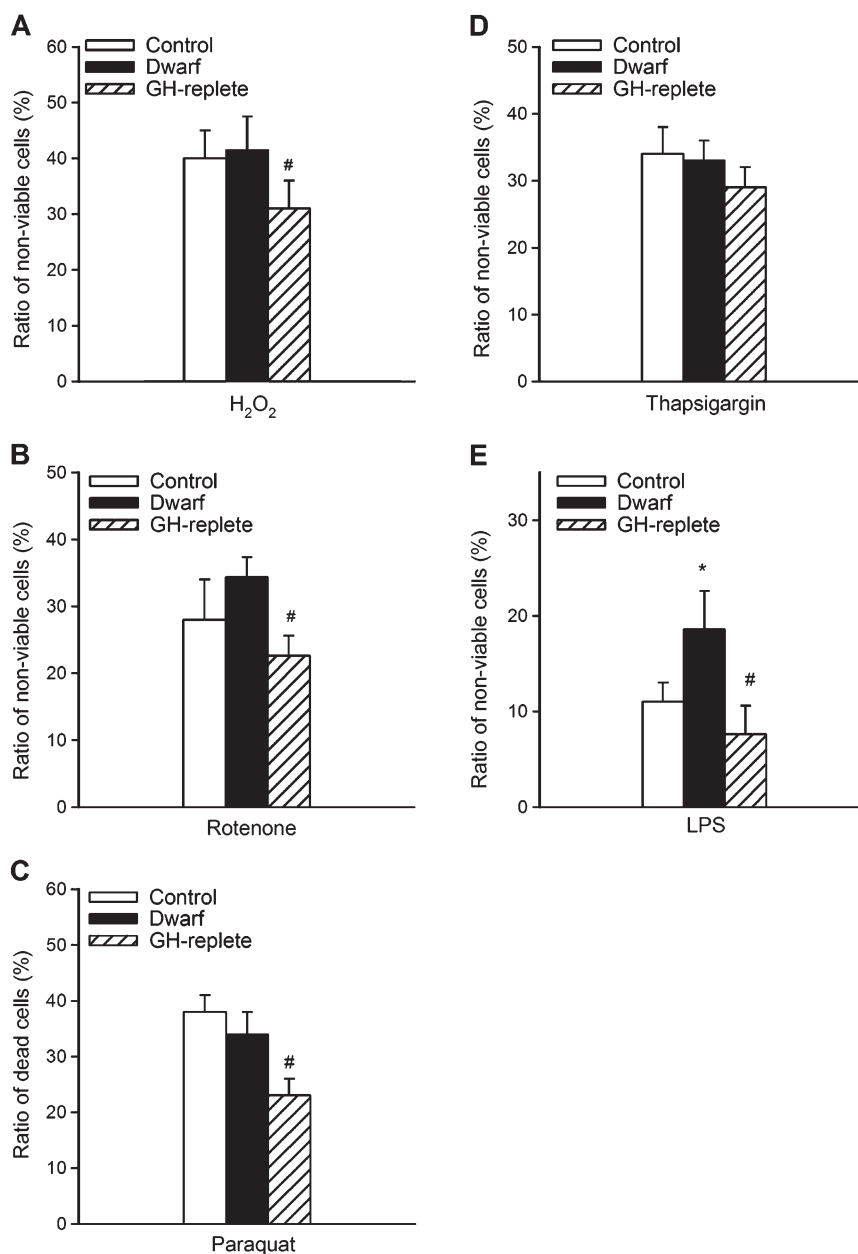 A
Control
Dwarf
GH-replete
60
50
40
30
20
10
0
Ratio of non-viable cells (%)
#
H₂O₂
B
Control
Dwarf
GH-replete
50
40
30
20
10
0
Ratio of non-viable cells (%)
#
Rotenone
C
Control
Dwarf
GH-replete
60
50
40
30
20
10
0
Ratio of dead cells (%)
#
Paraquat
D
Control
Dwarf
GH-replete
50
40
30
20
10
0
Ratio of non-viable cells (%)
Thapsigargin
E
Control
Dwarf
GH-replete
30
20
10
0
Ratio of non-viable cells (%)
*
#
LPS